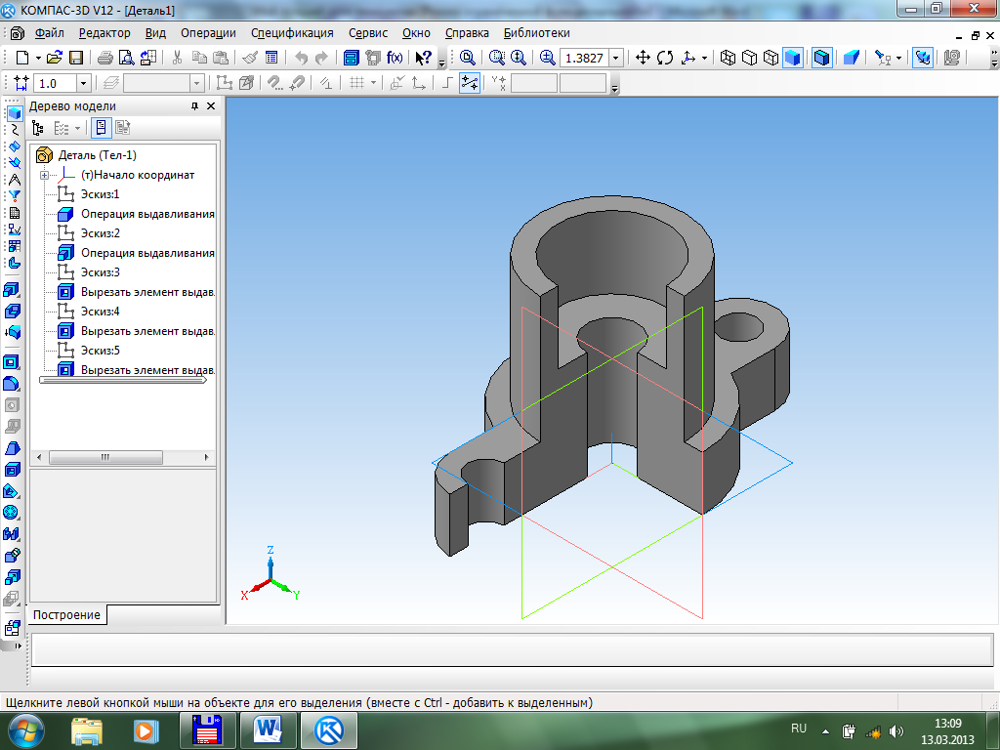 КОМПАС-3D V12 - [Деталь1]
Файл Редактор Вид Операции Спецификация Сервис Окно Справка Библиотеки
f(x) 1.3827
1.0
Дерево модели
Деталь (Тел-1)
(т)Начало координат
Эскиз:1
Операция выдавливания
Эскиз:2
Операция выдавливания
Эскиз:3
Вырезать элемент выдав.
Эскиз:4
Вырезать элемент выдав.
Эскиз:5
Вырезать элемент выдав.
Построение
Z
X
Y
Щелкните левой кнопкой мыши на объекте для его выделения (вместе с Ctrl - добавить к выделенным)
RU
13:09
13.03.2013